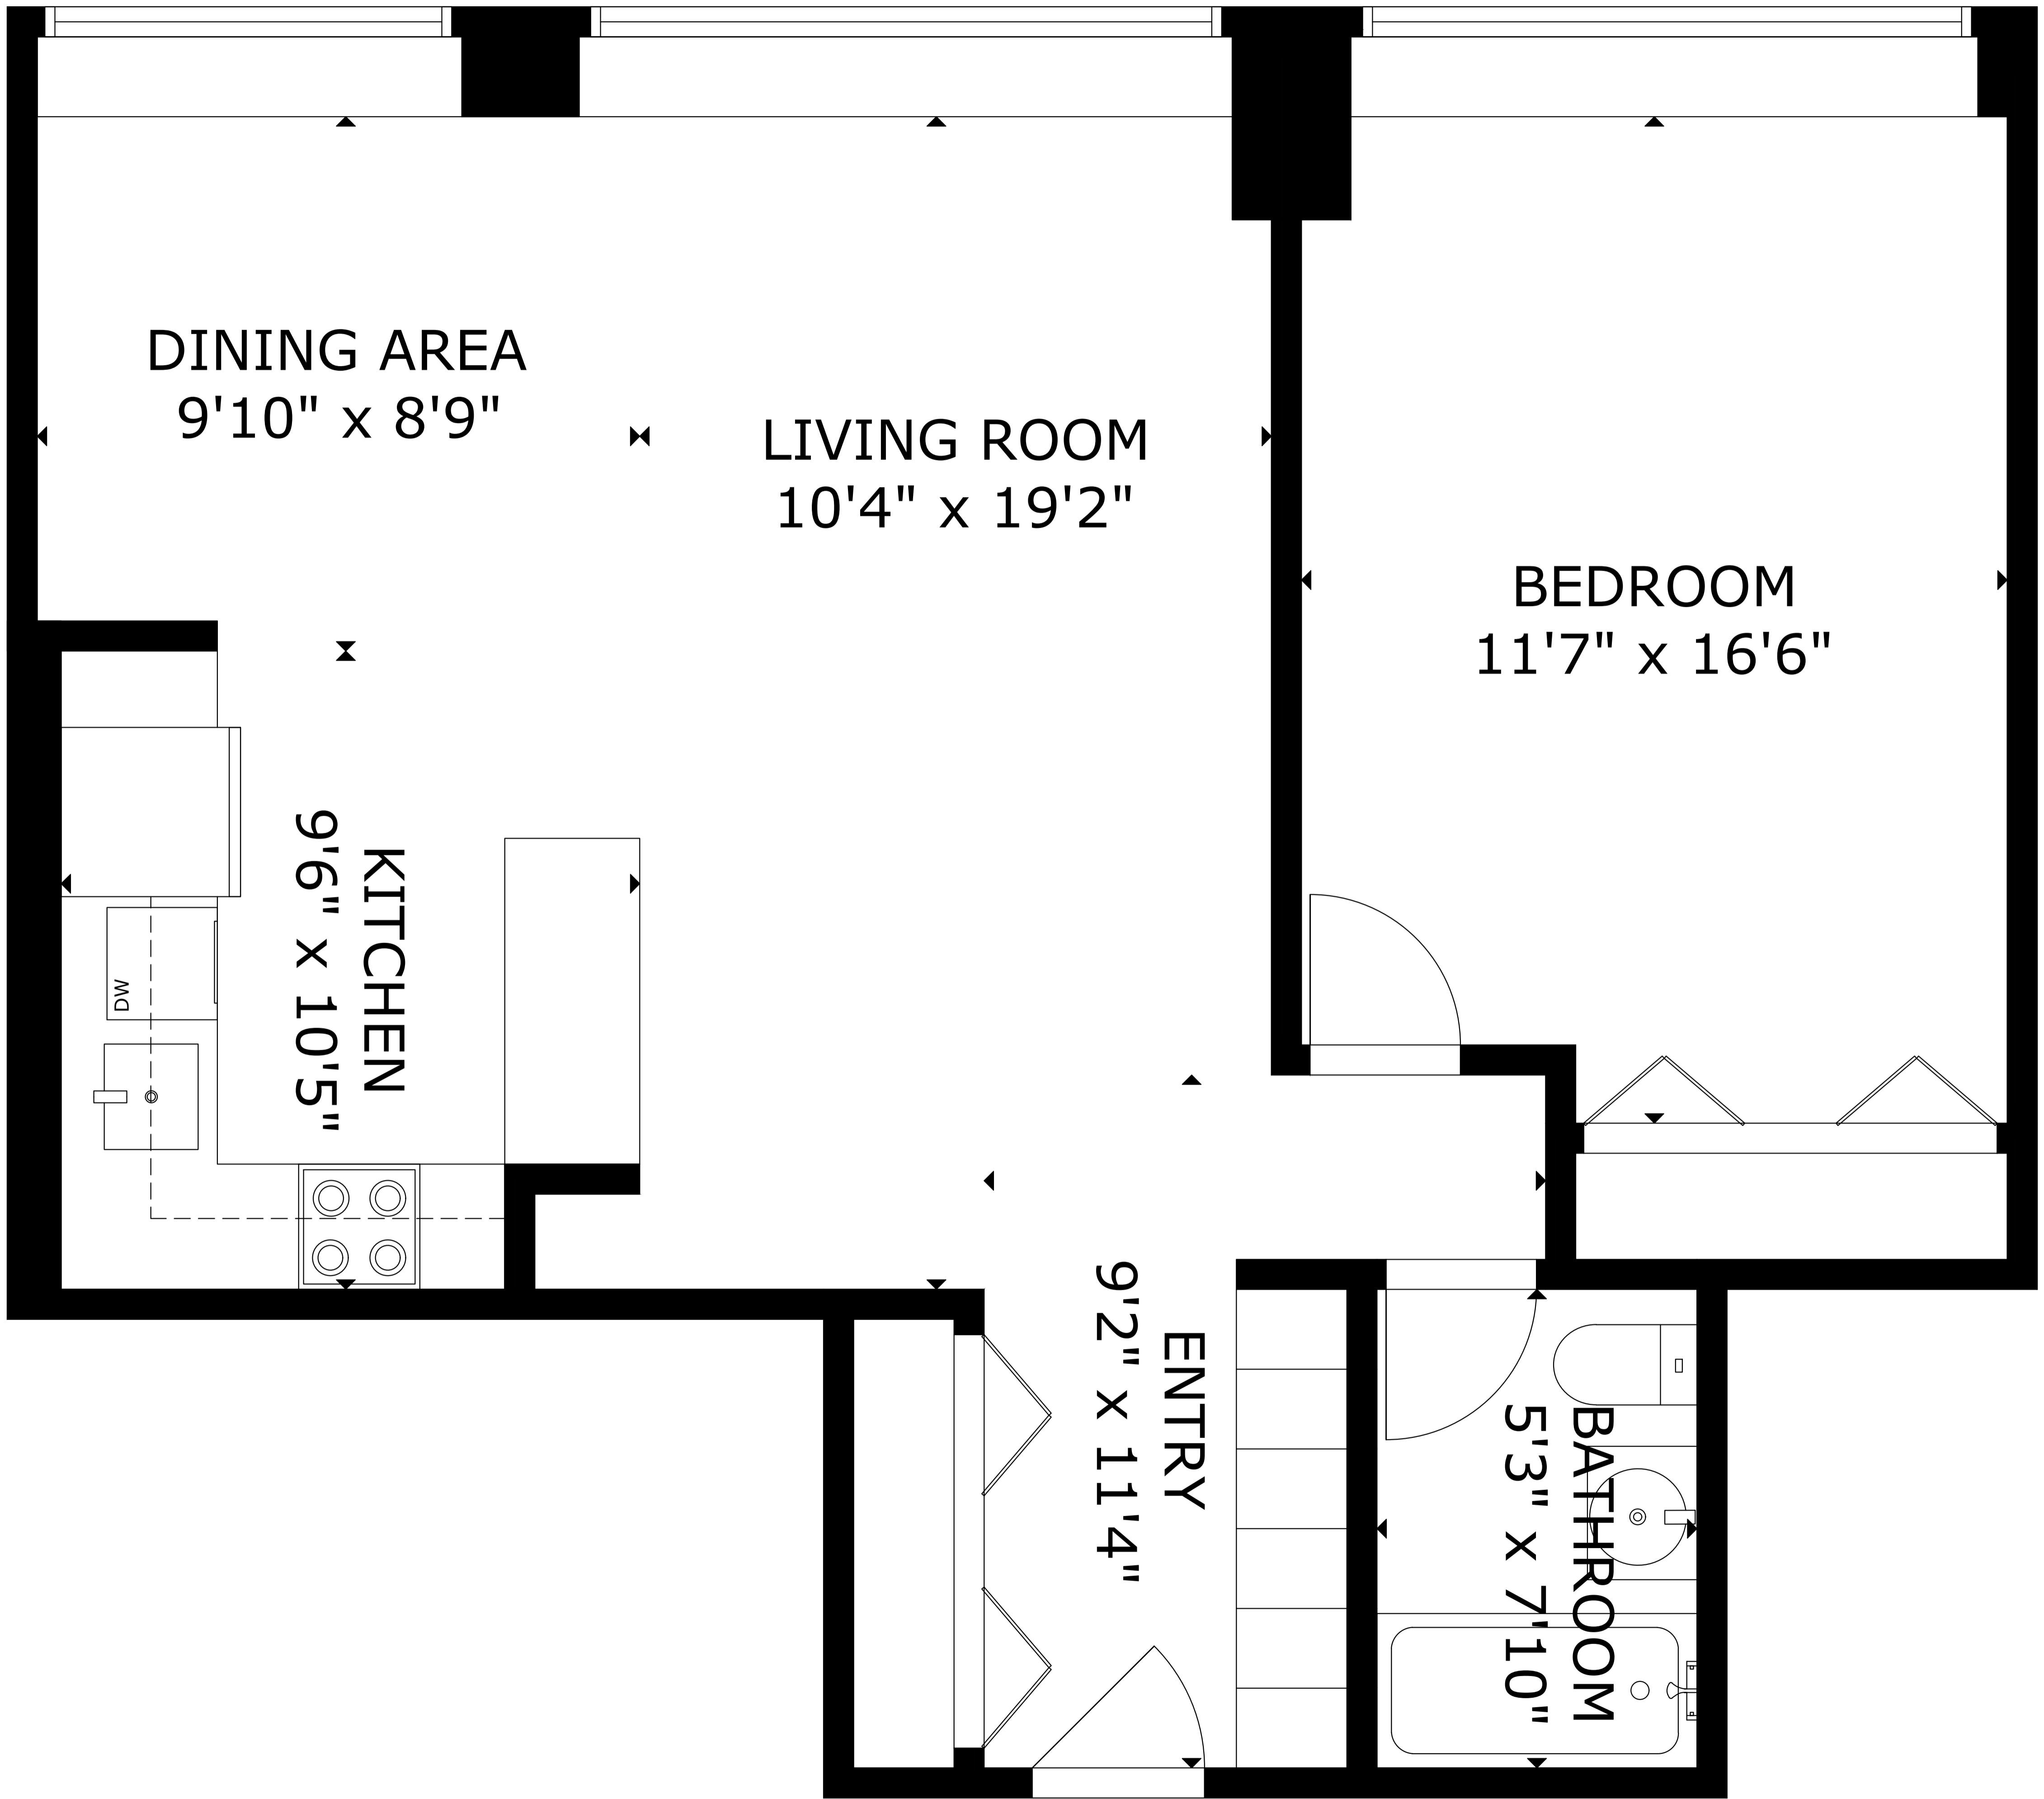 DINING AREA
9'10" x 8'9"
LIVING ROOM
10'4" x 19'2"
BEDROOM
11'7" x 16'6"
KITCHEN
9'6" x 10'5"
DW
ENTRY
9'2" x 11'4"
BATHROOM
5'3" x 7'10"